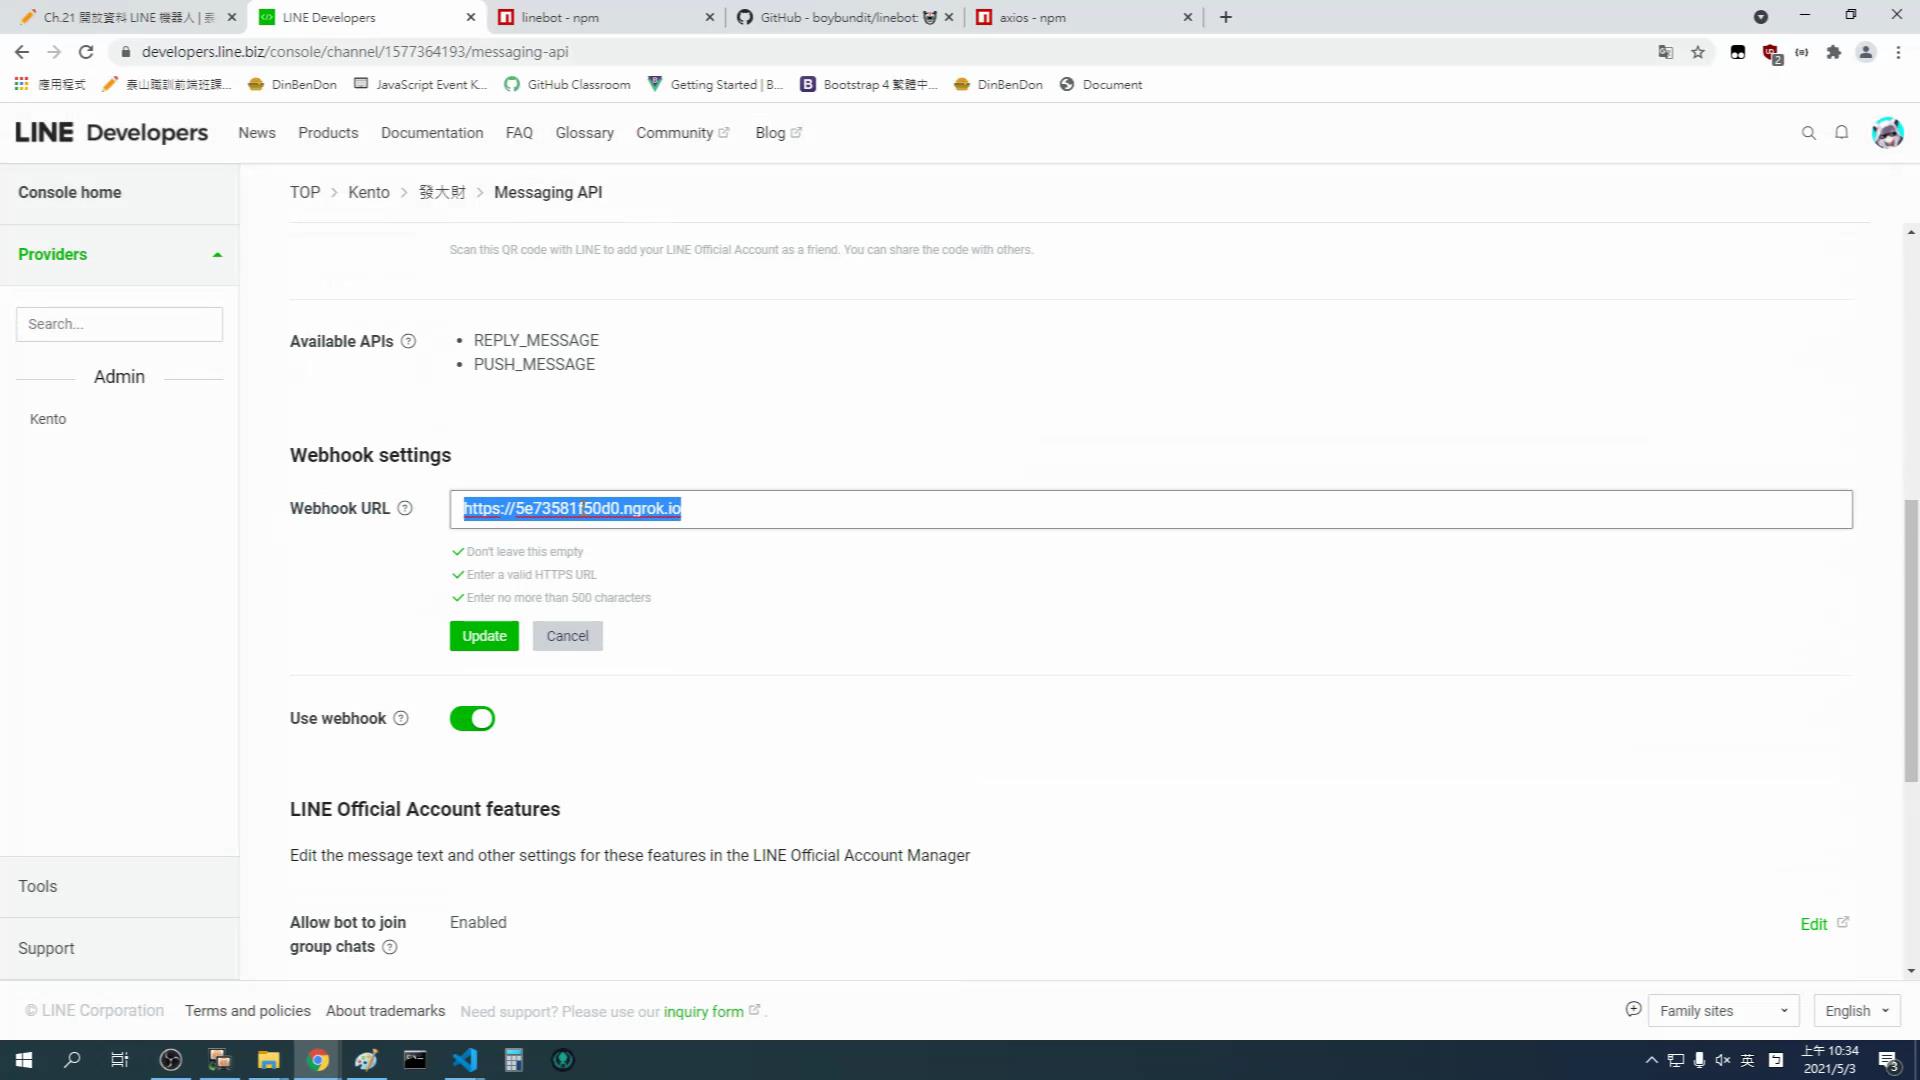 Ch.21 開放資料 LINE 機器人 | 泰
LINE Developers
linebot - npm
GitHub - boybundit/linebot:
axios - npm
developers.line.biz/console/channel/1577364193/messaging-api
2
應用程式
泰山職訓前端班課...
DinBenDon
JavaScript Event K...
GitHub Classroom
Getting Started | B...
Bootstrap 4 繁體中...
DinBenDon
Document
LINE Developers
News
Products
Documentation
FAQ
Glossary
Community
Blog
Console home
Providers
Search...
Admin
Kento
Tools
Support
TOP > Kento > 發大財 > Messaging API
Scan this QR code with LINE to add your LINE Official Account as a friend. You can share the code with others.
Available APIs
• REPLY_MESSAGE
• PUSH_MESSAGE
Webhook settings
Webhook URL
https://5e73581f50d0.ngrok.io
Don't leave this empty
Enter a valid HTTPS URL
Enter no more than 500 characters
Update
Cancel
Use webhook
LINE Official Account features
Edit the message text and other settings for these features in the LINE Official Account Manager
Allow bot to join
group chats
Enabled
Edit
© LINE Corporation
Terms and policies
About trademarks
Need support? Please use our inquiry form.
Family sites
English
英
上午 10:34
2021/5/3
3